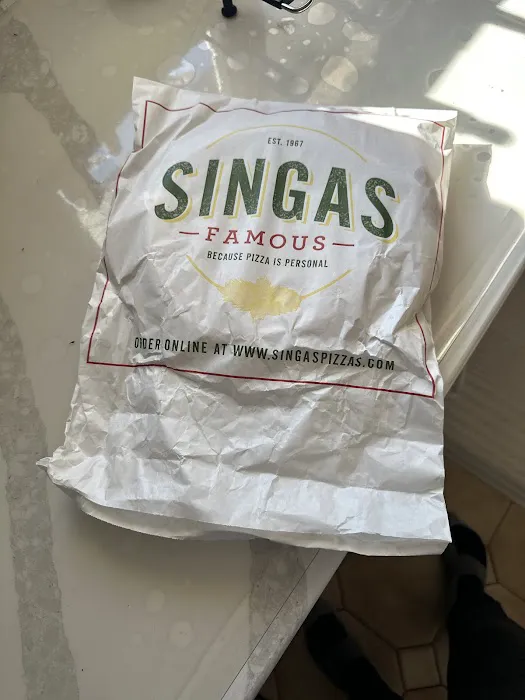 EST. 1967
SINGAS
FAMOUS
BECAUSE PIZZA IS PERSONAL
ORDER ONLINE AT WWW.SINGASPIZZAS.COM